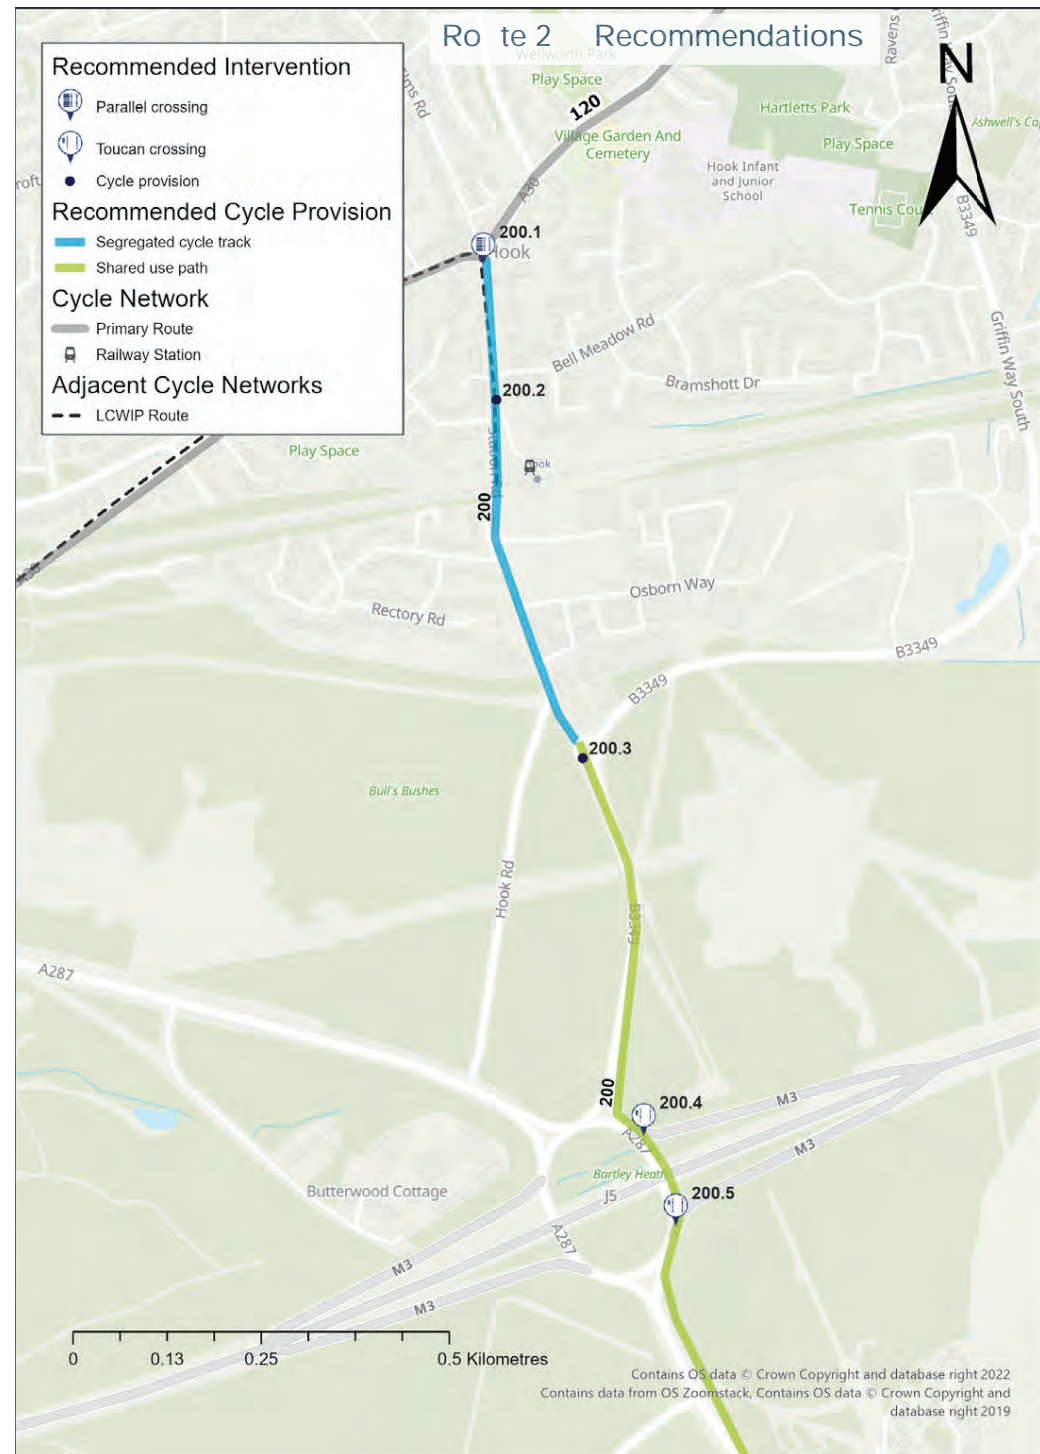 Ro te 2 Recommendations
Recommended Intervention
Parallel crossing
Toucan crossing
Cycle provision
Recommended Cycle Provision
Segregated cycle track
Shared use path
Cycle Network
Primary Route
Railway Station
Adjacent Cycle Networks
LCWIP Route
N
Wellworth Park
Play Space
120
Village Garden And
Cemetery
Hartletts Park
Play Space
Hook Infant
and Junior
School
A30
B3349
200.1
Hook
Bell Meadow Rd
Griffin Way South
200.2
Bramshott Dr
Play Space
Hook
200
Osborn Way
Rectory Rd
B3349
B3349
200.3
Bull's Bushes
Hook Rd
B3349
A287
200
200.4
M3
A287
M3
Bartley Heath
200.5
Butterwood Cottage
J5
A287
M3
M3
0 0.13 0.25 0.5 Kilometres
Contains OS data © Crown Copyright and database right 2022
Contains data from OS Zoomstack, Contains OS data © Crown Copyright and
database right 2019